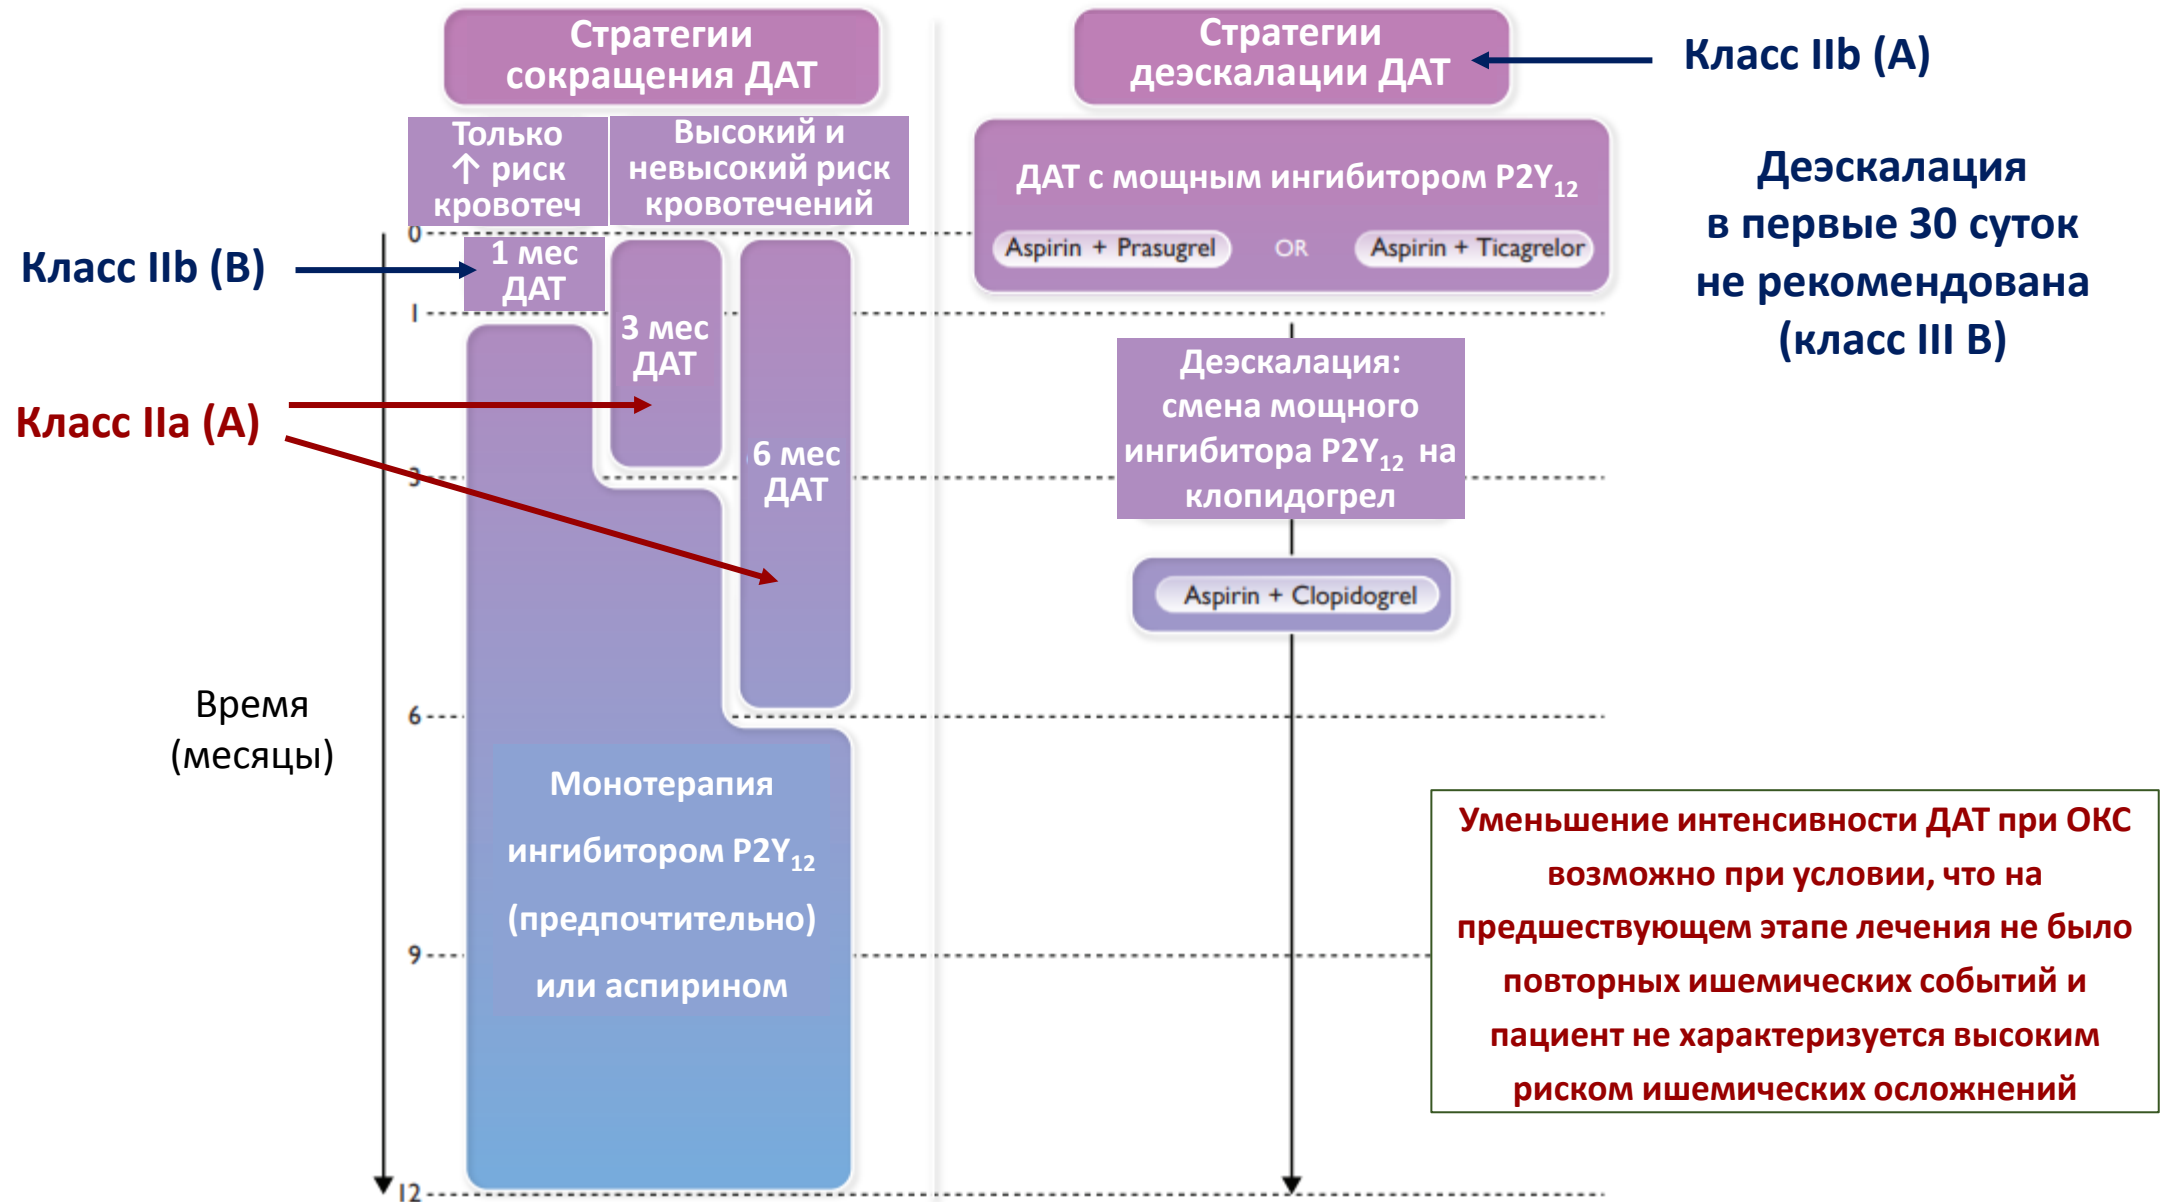 Стратегии
сокращения ДАТ
Стратегии
деэскалации ДАТ
Класс IIb (А)
Только
↑ риск
кровотеч
Высокий и
невысокий риск
кровотечений
ДАТ с мощным ингибитором P2Y12
Aspirin + Prasugrel OR Aspirin + Ticagrelor
Деэскалация
в первые 30 суток
не рекомендована
(класс III В)
0
Класс IIb (В)
1 мес
ДАТ
1
3 мес
ДАТ
Деэскалация:
смена мощного
ингибитора P2Y12 на
клопидогрел
Класс IIa (А)
6 мес
ДАТ
3
Aspirin + Clopidogrel
Время
(месяцы)
6
Монотерапия
ингибитором P2Y12
(предпочтительно)
или аспирином
9
12
Уменьшение интенсивности ДАТ при ОКС
возможно при условии, что на
предшествующем этапе лечения не было
повторных ишемических событий и
пациент не характеризуется высоким
риском ишемических осложнений